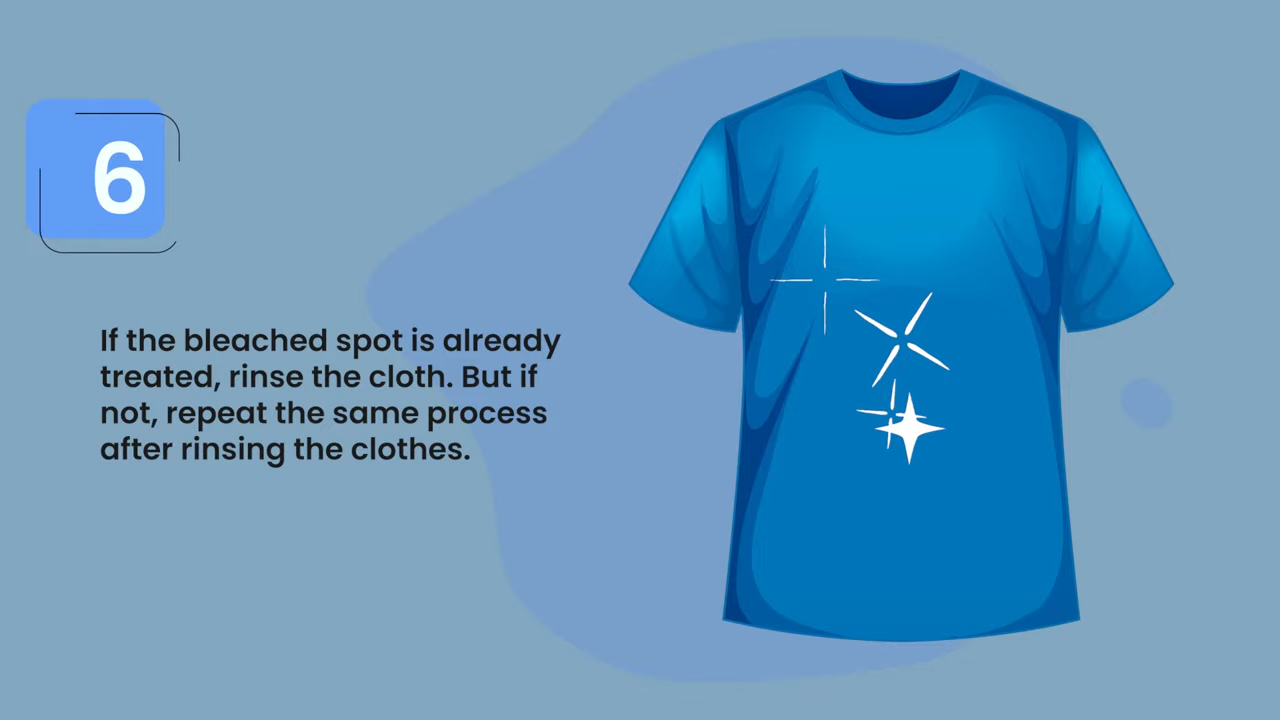 6
If the bleached spot is already
treated, rinse the cloth. But if
not, repeat the same process
after rinsing the clothes.